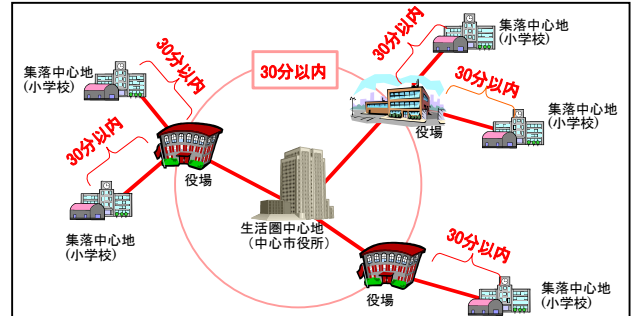 30分以内
集落中心地
(小学校)
30分以内
集落中心地
(小学校)
30分以内
30分以内
役場
集落中心地
(小学校)
30分以内
役場
集落中心地
(小学校)
生活圏中心地
(中心市役所)
30分以内
役場
集落中心地
(小学校)